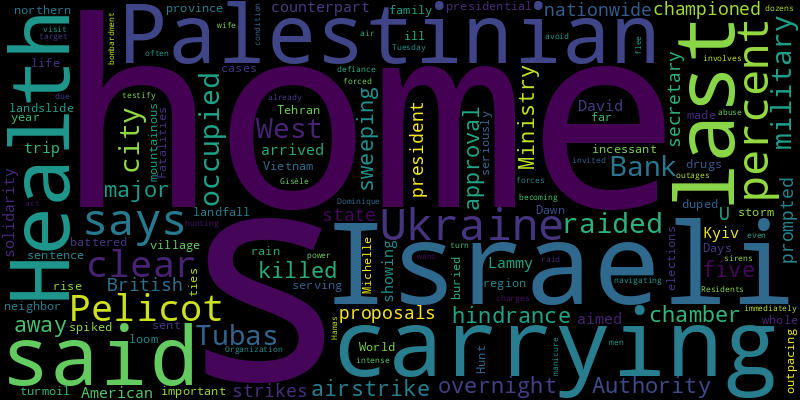 northern
province
counterpart
presidential
nationwide
championed
dozens
Palestinian
Health
home
last
percent
military
visit
target
wife
family
often
air
ill
Tuesday
avoid
flee
involves
bombardment
condition
life
due
cases
defiance
forced
secretary
David
made
abuse
far
landslide
year
testify
already
Tehran
president
approval
seriously
Ministry
incessant
trip
city
mountainous
fatalities
occupied
West
arrived
sweeping
Vietnam
Gisèle
invited
forces
Bank
drugs
outages
becoming
Dominique
solidarity
art
major
landfall
hunting
state
Dawn
duped
U
storm
prompted
says
Ukraine
raided
Kyiv
even
battered
village
rain
S
Israeli
want
turn
raid
elections
Days
sirens
sentence
clear
power
killed
Michelle
showing
buried
Lammy
region
navigating
five
Residents
rise
British
ties
serving
charges
neighbor
Pelicot
Hamas
proposals
hindrance
aimed
chamber
immediately
whole
away
spiked
sent
Tubas
World
carrying
outpacing
said
loom
Organization
intense
Hunt
manicure
men
turmoil
American
important
strikes
airstrike
overnight
Authority